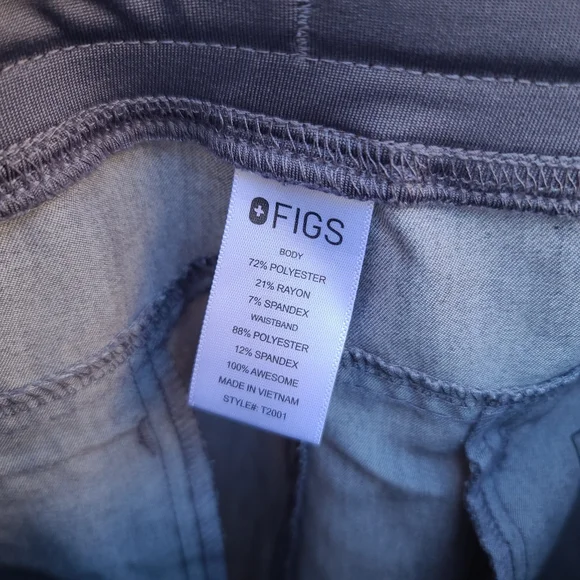 FIGS
BODY
72% POLYESTER
21% RAYON
7% SPANDEX
WAISTBAND
88% POLYESTER
12% SPANDEX
100% AWESOME
MADE IN VIETNAM
STYLE#: T2001